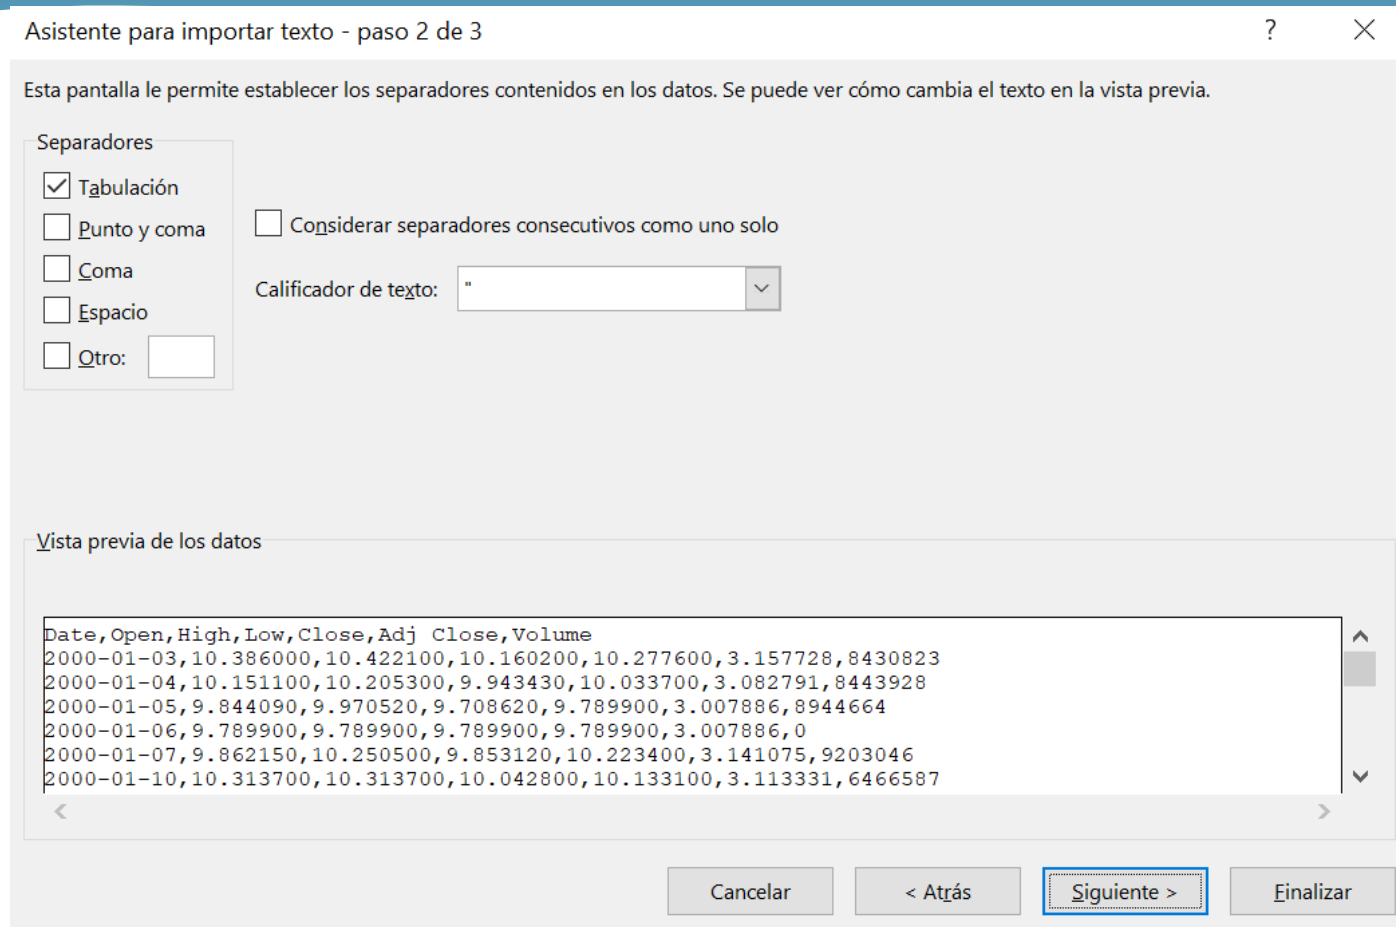 Asistente para importar texto - paso 2 de 3
?
Esta pantalla le permite establecer los separadores contenidos en los datos. Se puede ver cómo cambia el texto en la vista previa.
Separadores
Tabulación
Punto y coma
Coma
Espacio
Otro:
Considerar separadores consecutivos como uno solo
Calificador de texto: "
Vista previa de los datos
Date,Open,High,Low,Close,Adj Close,Volume
2000-01-03,10.386000,10.422100,10.160200,10.277600,3.157728,8430823
2000-01-04,10.151100,10.205300,9.943430,10.033700,3.082791,8443928
2000-01-05,9.844090,9.970520,9.708620,9.789900,3.007886,8944664
2000-01-06,9.789900,9.789900,9.789900,9.789900,3.007886,0
2000-01-07,9.862150,10.250500,9.853120,10.223400,3.141075,9203046
2000-01-10,10.313700,10.313700,10.042800,10.133100,3.113331,6466587
Cancelar
< Atrás
Siguiente >
Finalizar